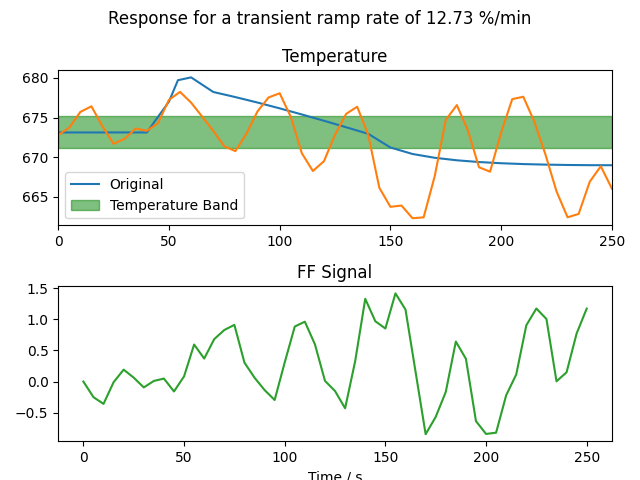 Response for a transient ramp rate of 12.73 %/min
Temperature
680
675
670
665
Original
Temperature Band
0 50 100 150 200 250
FF Signal
1.5
1.0
0.5
0.0
−0.5
0 50 100 150 200 250
Time / s